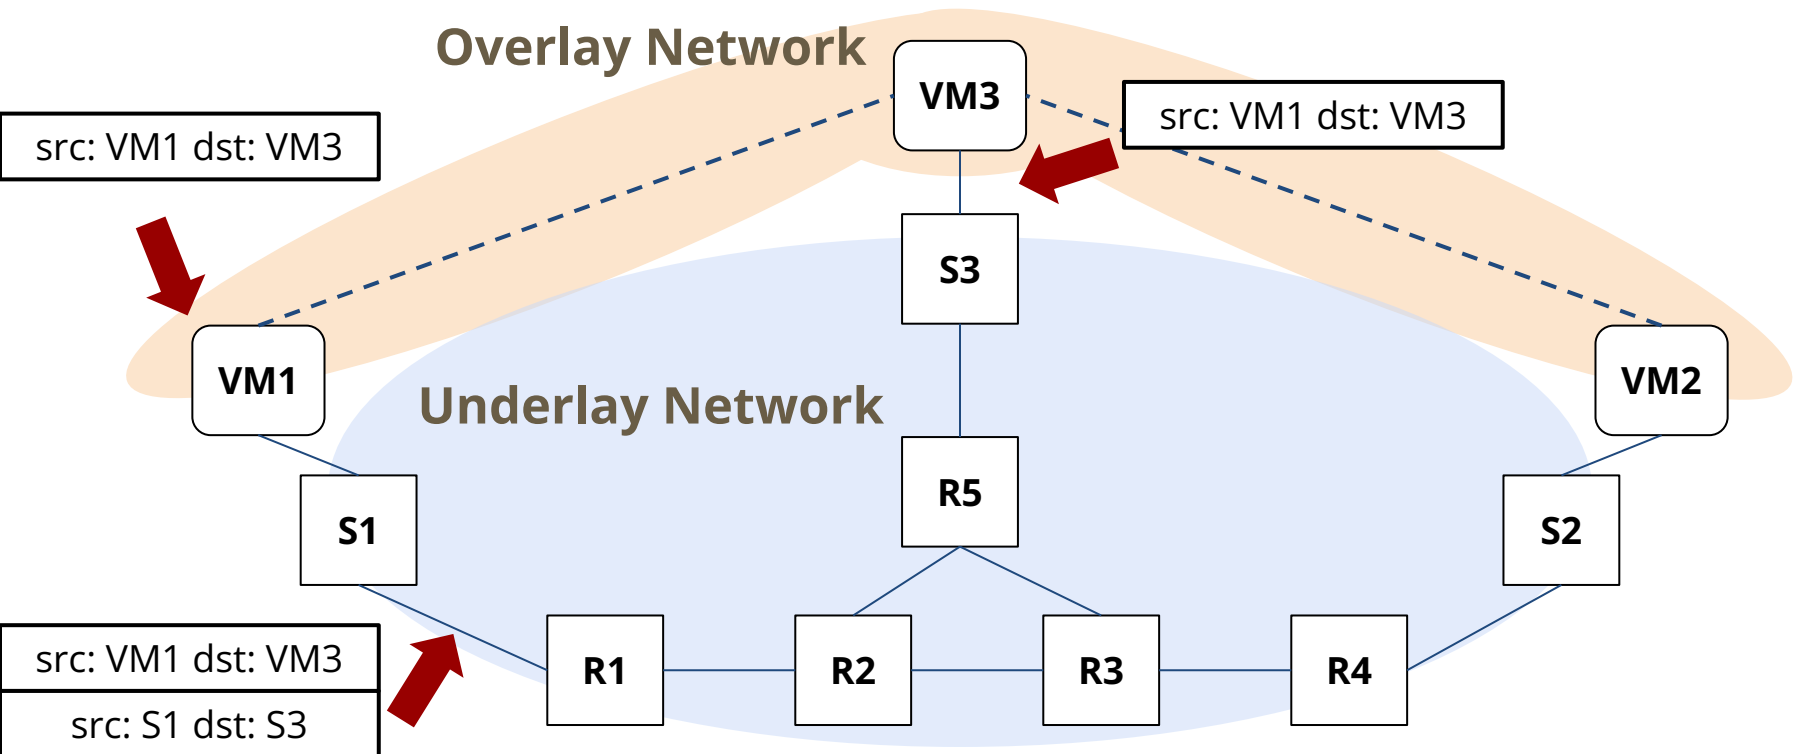 Overlay Network
VM3
src: VM1 dst: VM3
src: VM1 dst: VM3
S3
VM1
VM2
Underlay Network
R5
S1
S2
src: VM1 dst: VM3
src: S1 dst: S3
R1
R2
R3
R4